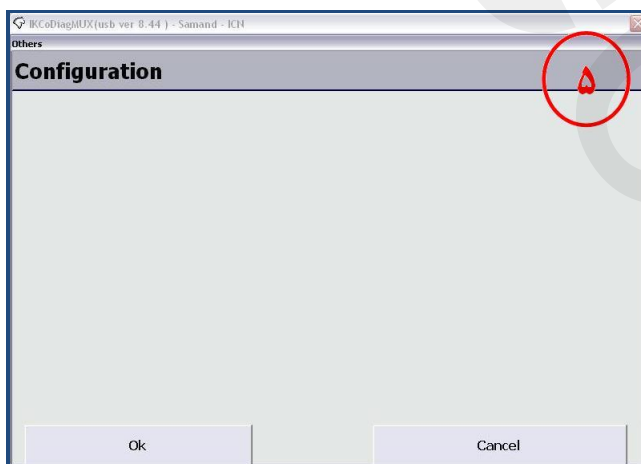 IKCoDiagMUX(usb ver 8.44 ) - Samand - ICN
Others
Configuration
۵
Ok
Cancel